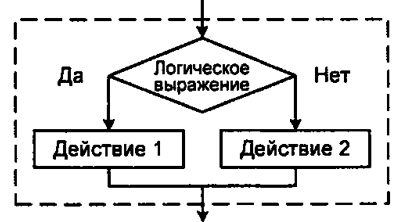 Логическое
выражение
Да
Нет
Действие 1
Действие 2